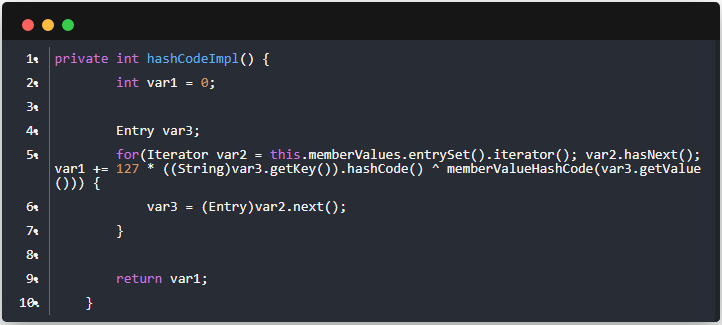 1 private int hashCodeImpl() {
2 int var1 = 0;
3
4 Entry var3;
5 for(Iterator var2 = this.memberValues.entrySet().iterator(); var2.hasNext();
var1 += 127 * ((String)var3.getKey()).hashCode() ^ memberValueHashCode(var3.getValue
())) {
6 var3 = (Entry)var2.next();
7 }
8
9 return var1;
10 }